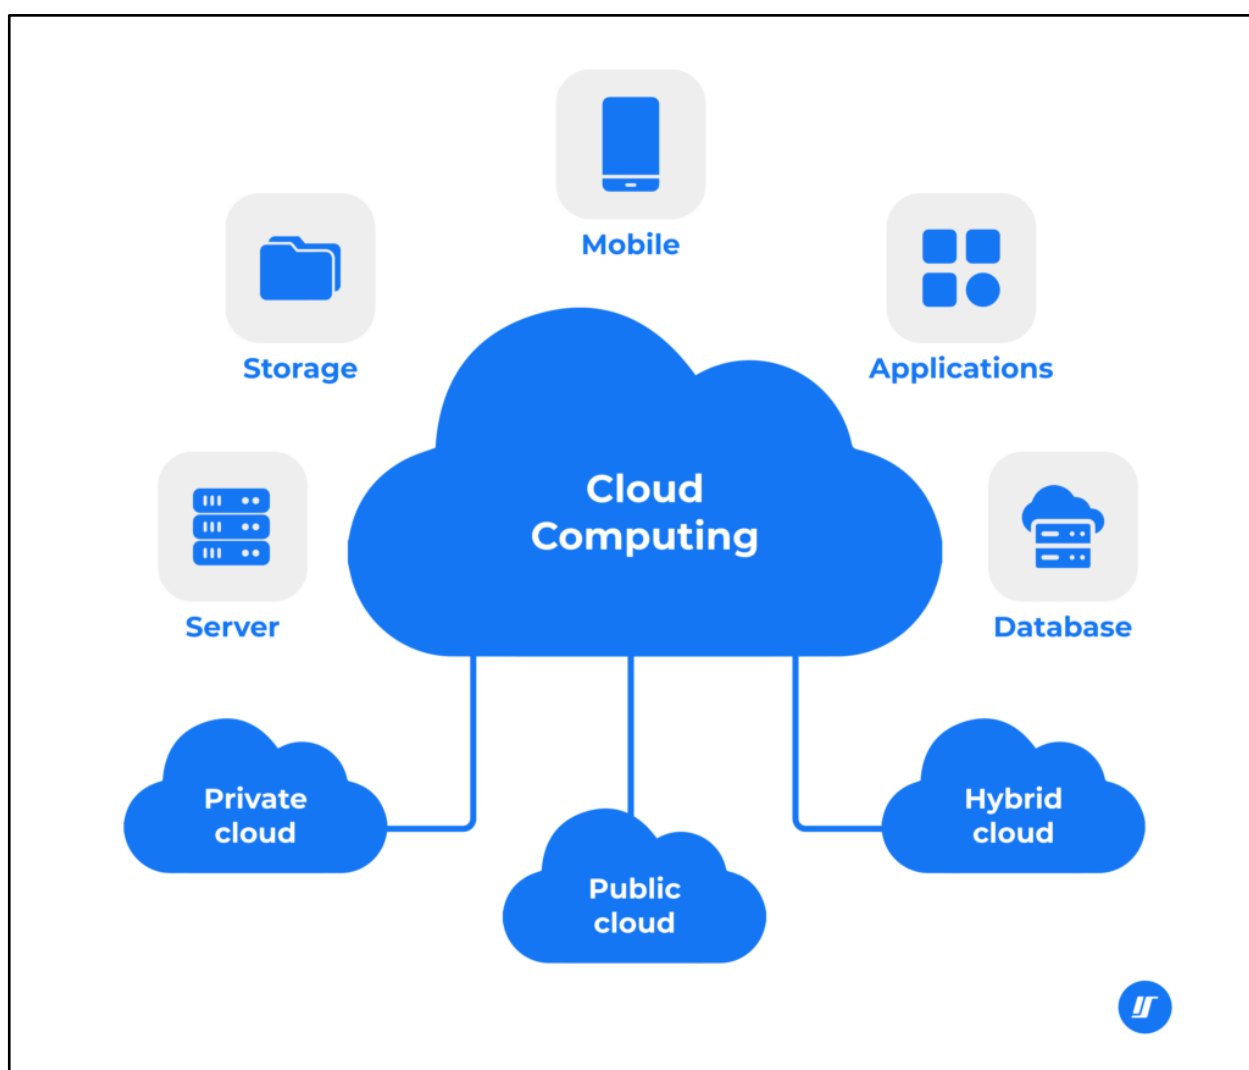 Mobile
Storage
Applications
Cloud
Computing
Server
Database
Private
cloud
Public
cloud
Hybrid
cloud